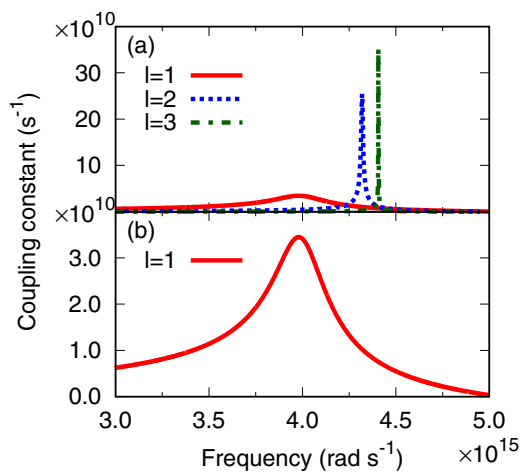 ×10¹⁰
(a)
l=1
l=2
l=3
30
20
10
×10¹⁰
(b)
l=1
3.0
2.0
1.0
0.0
3.0 3.5 4.0 4.5 5.0
Coupling constant (s⁻¹)
Frequency (rad s⁻¹)
×10¹⁵